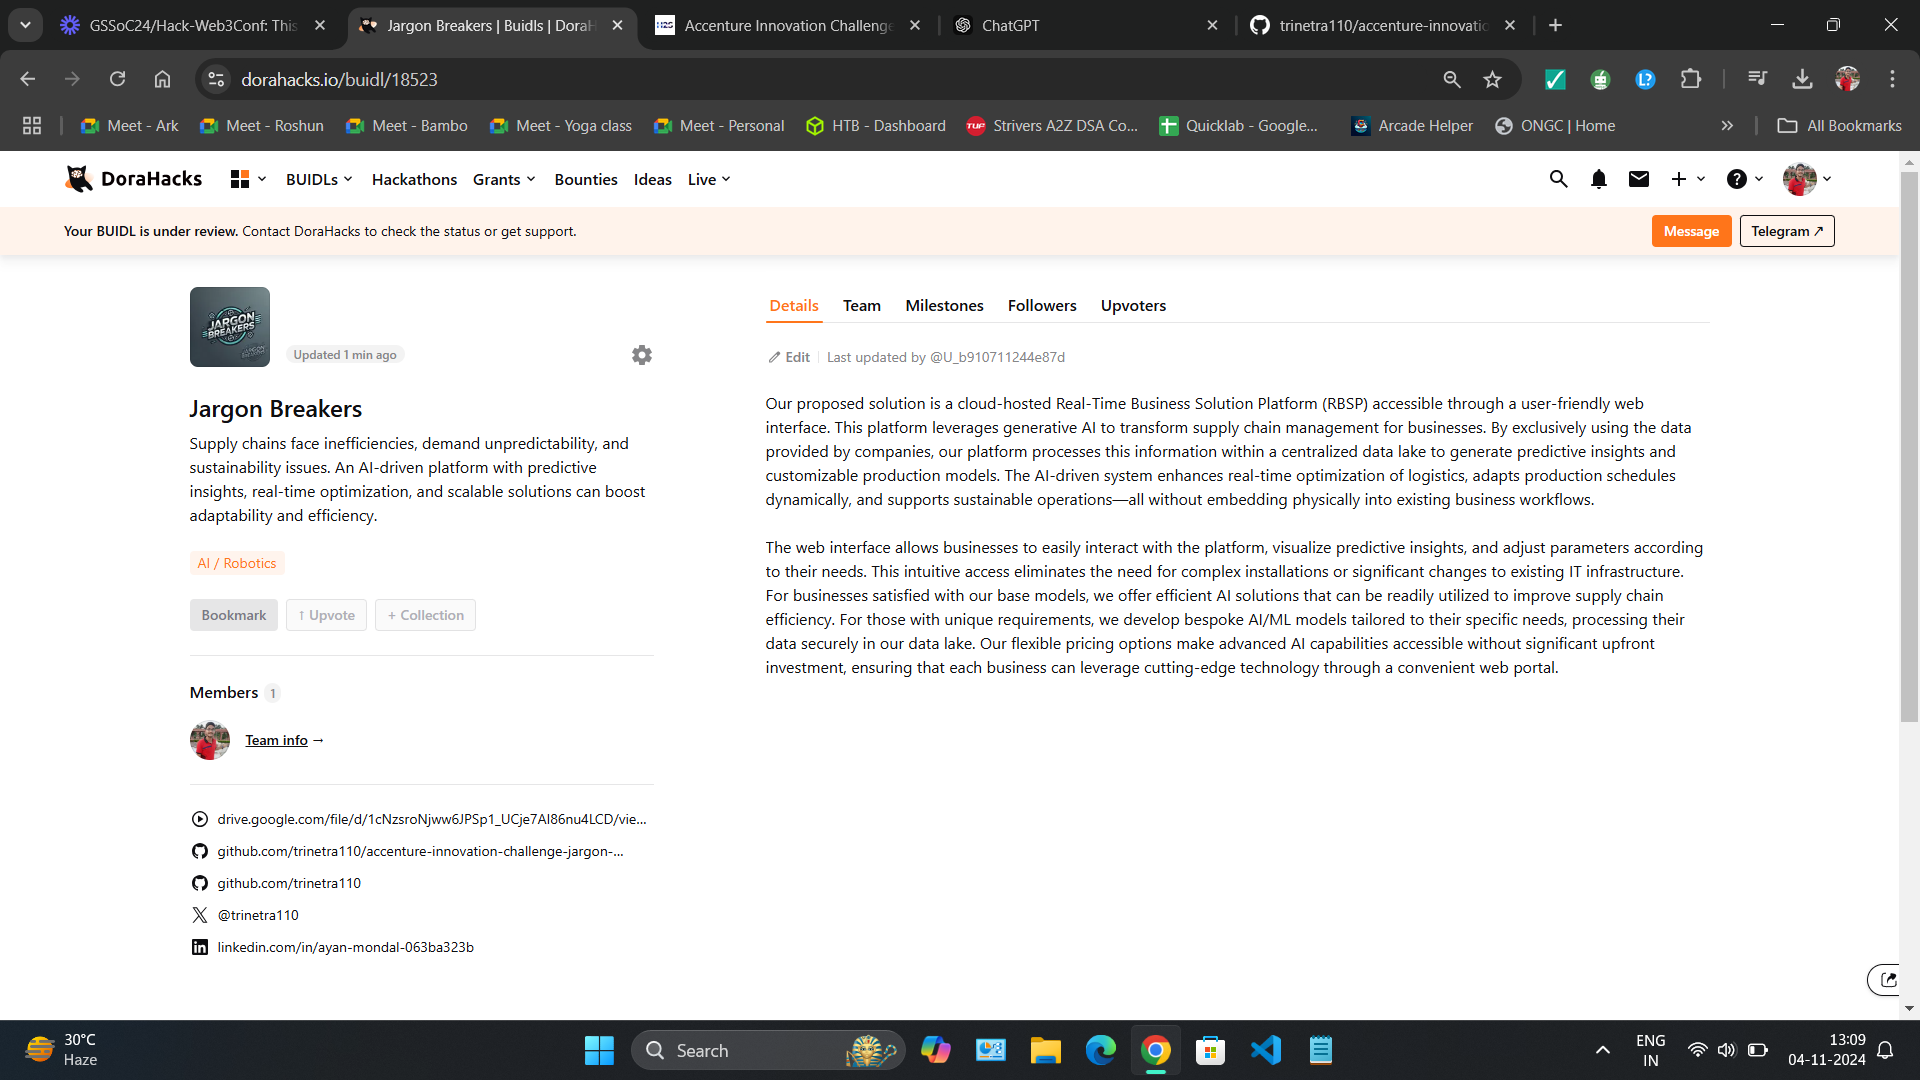 GSSoC24/Hack-Web3Conf: This
Jargon Breakers | Buidls | DoraH
Accenture Innovation Challenge
ChatGPT
trinetra110/accenture-innovatio
dorahacks.io/buidl/18523
Meet - Ark
Meet - Roshun
Meet - Bambo
Meet - Yoga class
Meet - Personal
HTB - Dashboard
Strivers A2Z DSA Co...
Quicklab - Google...
Arcade Helper
ONGC | Home
All Bookmarks
DoraHacks
BUIDLs
Hackathons
Grants
Bounties
Ideas
Live
Your BUIDL is under review. Contact DoraHacks to check the status or get support.
Message
Telegram ↗
JARGON
BREAKERS
Updated 1 min ago
Jargon Breakers
Supply chains face inefficiencies, demand unpredictability, and
sustainability issues. An AI-driven platform with predictive
insights, real-time optimization, and scalable solutions can boost
adaptability and efficiency.
AI / Robotics
Bookmark
↑ Upvote
+ Collection
Members 1
Team info →
drive.google.com/file/d/1cNzsroNjww6JPSp1_UCje7Al86nu4LCD/vie...
github.com/trinetra110/accenture-innovation-challenge-jargon-...
github.com/trinetra110
@trinetra110
linkedin.com/in/ayan-mondal-063ba323b
Details
Team
Milestones
Followers
Upvoters
Edit
Last updated by @U_b910711244e87d
Our proposed solution is a cloud-hosted Real-Time Business Solution Platform (RBSP) accessible through a user-friendly web
interface. This platform leverages generative AI to transform supply chain management for businesses. By exclusively using the data
provided by companies, our platform processes this information within a centralized data lake to generate predictive insights and
customizable production models. The AI-driven system enhances real-time optimization of logistics, adapts production schedules
dynamically, and supports sustainable operations—all without embedding physically into existing business workflows.
The web interface allows businesses to easily interact with the platform, visualize predictive insights, and adjust parameters according
to their needs. This intuitive access eliminates the need for complex installations or significant changes to existing IT infrastructure.
For businesses satisfied with our base models, we offer efficient AI solutions that can be readily utilized to improve supply chain
efficiency. For those with unique requirements, we develop bespoke AI/ML models tailored to their specific needs, processing their
data securely in our data lake. Our flexible pricing options make advanced AI capabilities accessible without significant upfront
investment, ensuring that each business can leverage cutting-edge technology through a convenient web portal.
30°C
Haze
Search
ENG
IN
13:09
04-11-2024